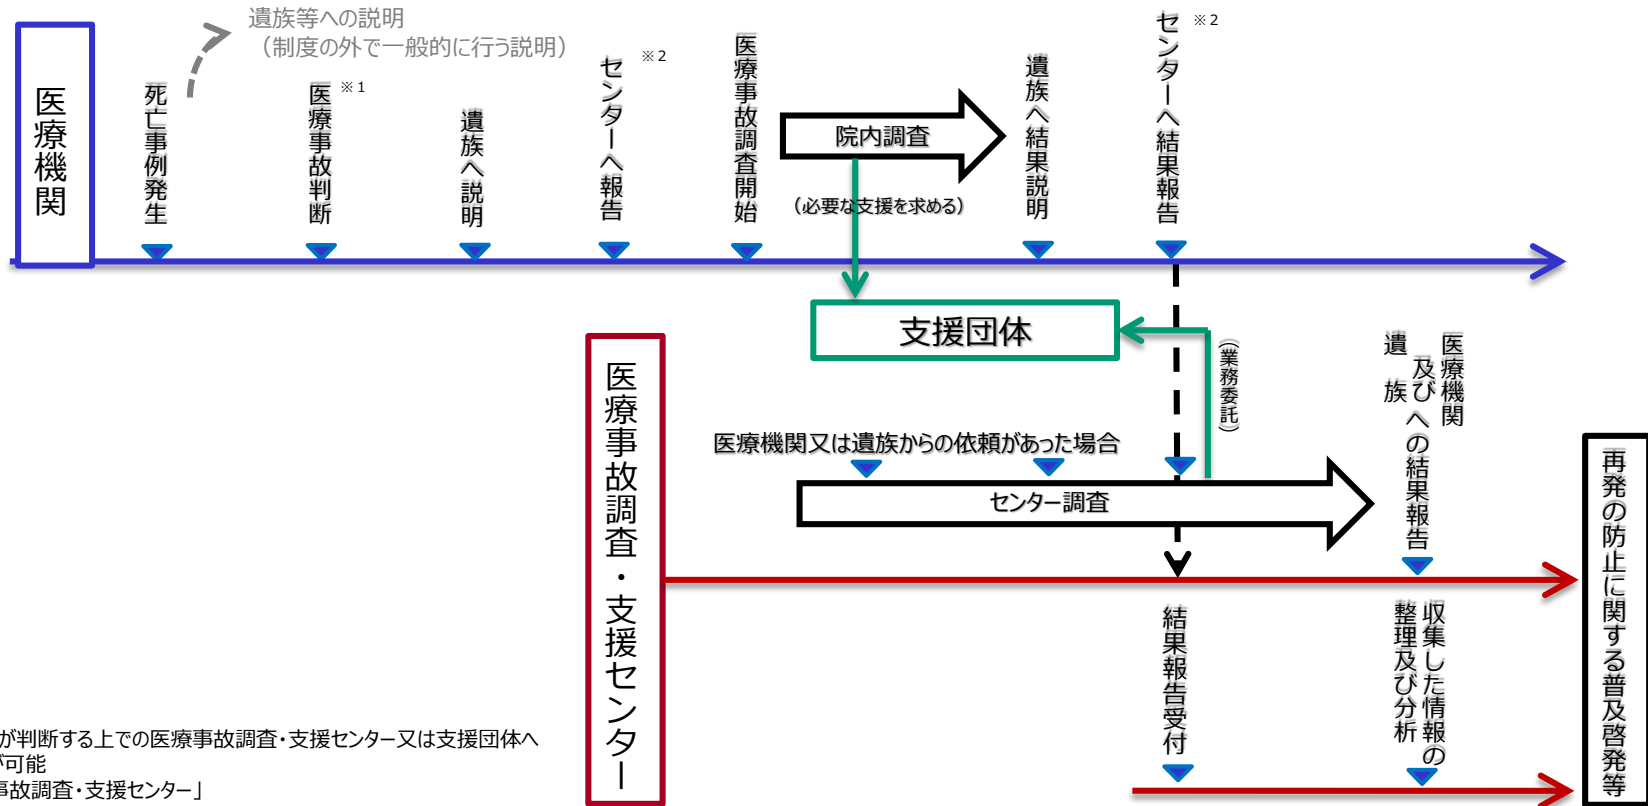 医療機関
遺族等への説明
（制度の外で一般的に行う説明）
死亡事例発生
医療事故判断
※1
遺族へ説明
センターへ報告
※2
医療事故調査開始
院内調査
（必要な支援を求める）
遺族へ結果説明
センターへ結果報告
※2
支援団体
（業務委託）
医療事故調査・支援センター
医療機関又は遺族からの依頼があった場合
センター調査
医療機関
及び
遺族
への結果報告
結果報告受付
収集した情報の
整理及び分析
再発の防止に関する普及啓発等
が判断する上での医療事故調査・支援センター又は支援団体へ
が可能
事故調査・支援センター」